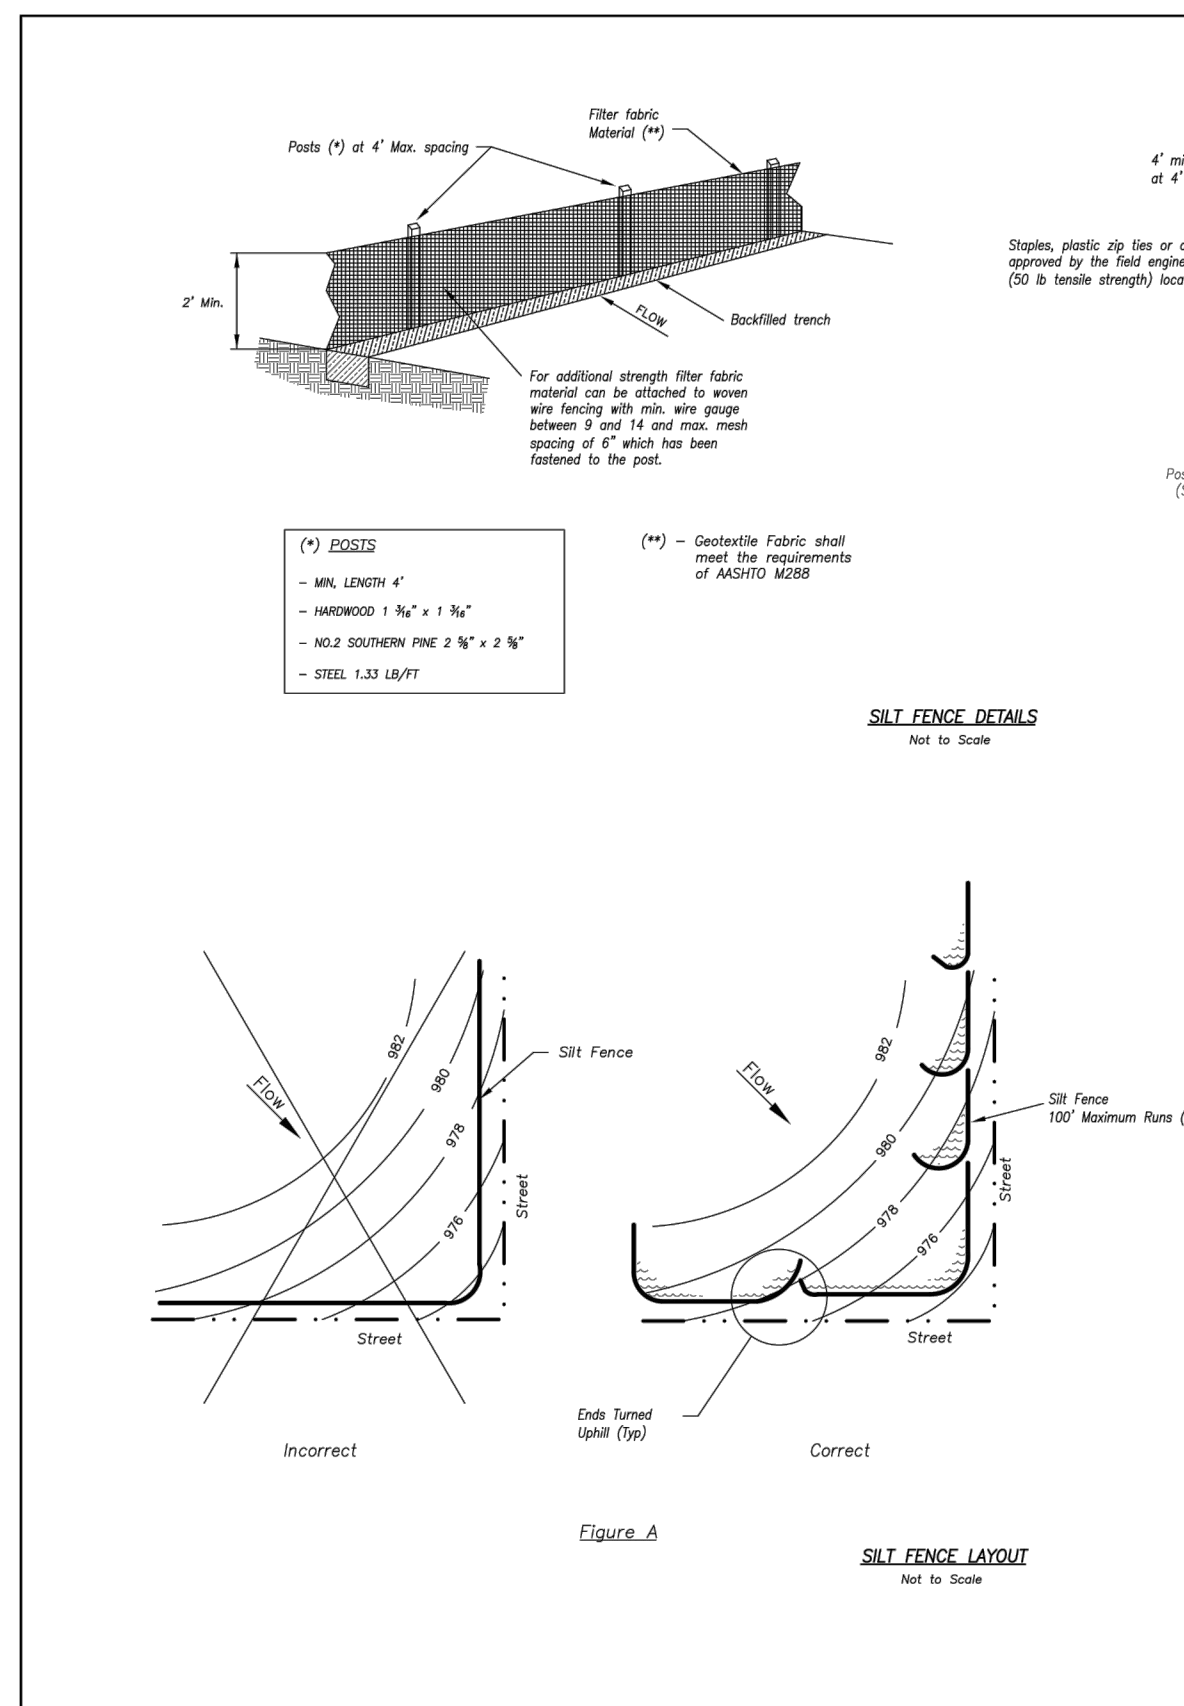 Filter fabric
Material (**)
Posts (*) at 4' Max. spacing
4'
at 4'
Staples, plastic zip ties or
approved by the field
(50 lb tensile strength)
2' Min.
FLOW
Backfilled trench
For additional strength filter fabric
material can be attached to woven
wire fencing with min. wire gauge
between 9 and 14 and max. mesh
spacing of 6" which has been
fastened to the post.
(*) POSTS
- MIN, LENGTH 4'
- HARDWOOD 1 3/16" x 1 3/16"
- NO.2 SOUTHERN PINE 2 5/8" x 2 5/8"
- STEEL 1.33 LB/FT
(**) - Geotextile Fabric shall
meet the requirements
of AASHTO M288
SILT FENCE DETAILS
Not to Scale
982
980
978
976
Flow
Silt Fence
Street
Street
Incorrect
982
980
978
976
Flow
Silt Fence
100' Maximum Runs (
Street
Street
Ends Turned
Uphill (Typ)
Correct
Figure A
SILT FENCE LAYOUT
Not to Scale